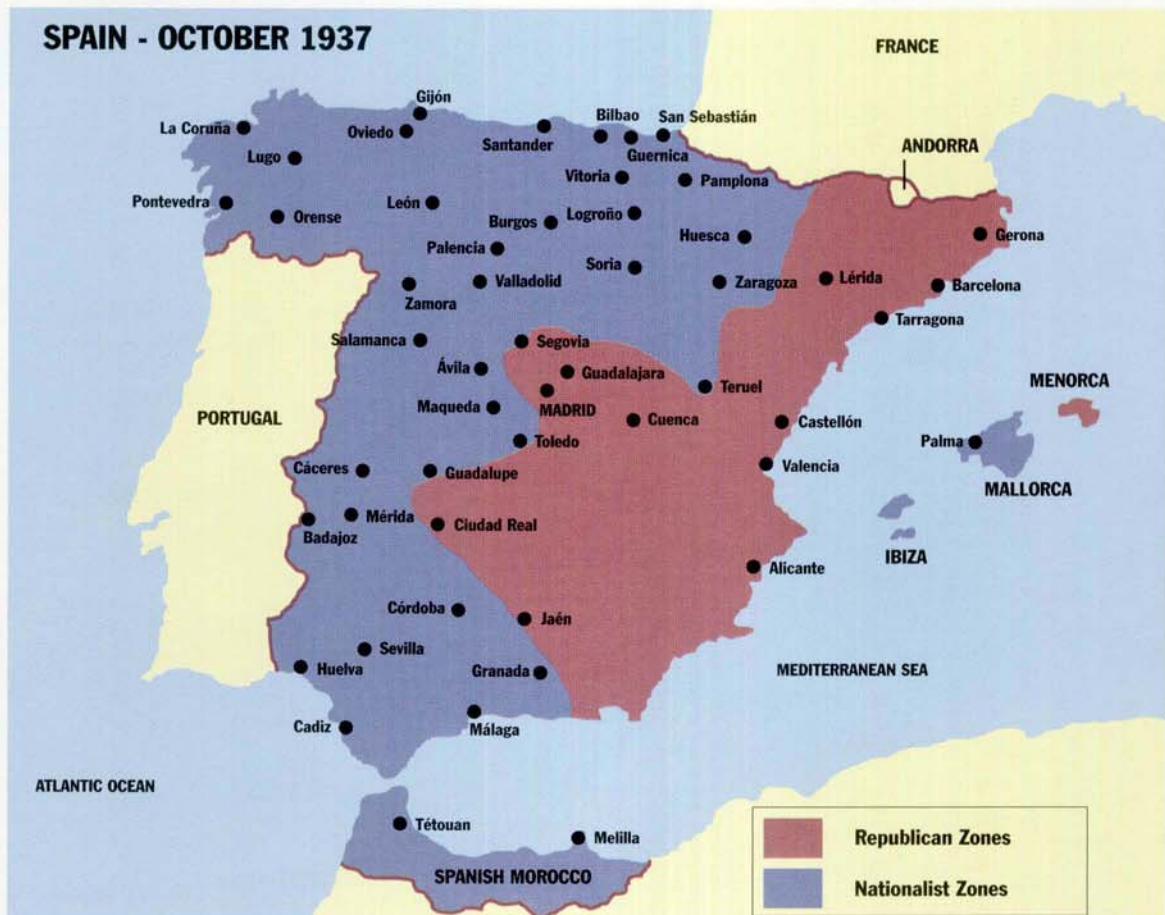 SPAIN - OCTOBER 1937
FRANCE
Gijón
La Coruña
Oviedo
Santander
Bilbao
San Sebastián
Guernica
Lugo
ANDORRA
Vitoria
Pamplona
Pontevedra
Orense
León
Burgos
Logroño
Huesca
Gerona
Palencia
Soria
Zamora
Valladolid
Zaragoza
Lérida
Barcelona
Tarragona
Salamanca
Segovia
Ávila
Guadalajara
Teruel
MENORCA
Maqueda
MADRID
PORTUGAL
Cuenca
Castellón
Toledo
Palma
Cáceres
Guadalupe
Valencia
MALLORCA
Badajoz
Mérida
Ciudad Real
IBIZA
Alicante
Córdoba
Jaén
Sevilla
Huelva
Granada
MEDITERRANEAN SEA
Cadiz
Málaga
ATLANTIC OCEAN
Tétouan
Melilla
SPANISH MOROCCO
Republican Zones
Nationalist Zones